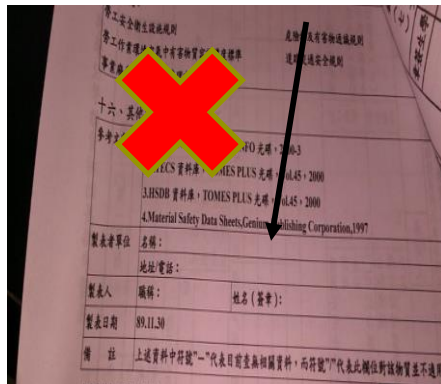 勞工安全衛生設施規則 危險物及有害物通識規則
勞工作業環境空氣中有害物質容許濃度標準 道路交通安全規則
事業廢
十六、其他
參考文 FO 光碟,2000-3
TECS 資料庫,TOMES PLUS 光碟,Vol.45,2000
3.HSDB 資料庫,TOMES PLUS 光碟,Vol.45,2000
4.Material Safety Data Sheets,Genium Publishing Corporation,1997
製表者單位 名稱:
地址/電話:
製表人 職稱: 姓名(簽章):
製表日期 89.11.30
備 註 上述資料中符號"-"代表目前查無相關資料,而符號"/"代表此欄位對該物質並不適用